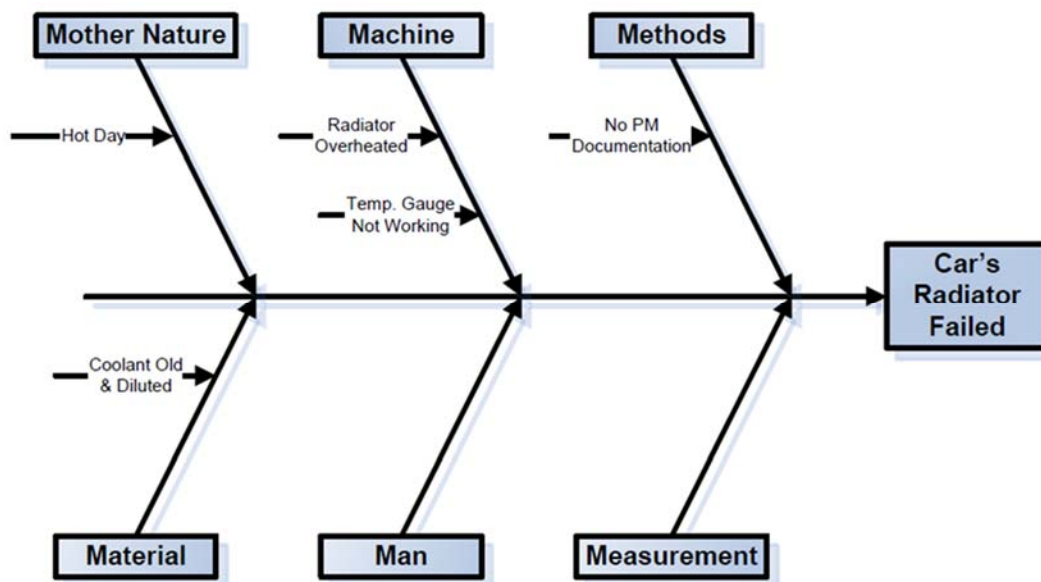 Mother Nature
Machine
Methods
Hot Day
Radiator
Overheated
No PM
Documentation
Temp. Gauge
Not Working
Car's
Radiator
Failed
Coolant Old
& Diluted
Material
Man
Measurement